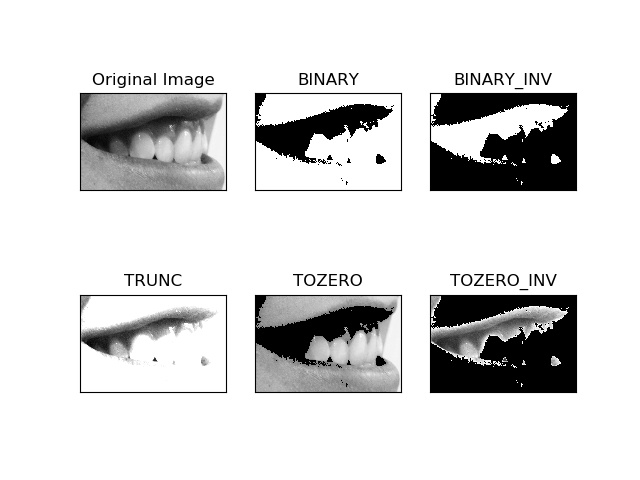 Original Image
BINARY
BINARY_INV
TRUNC
TOZERO
TOZERO_INV